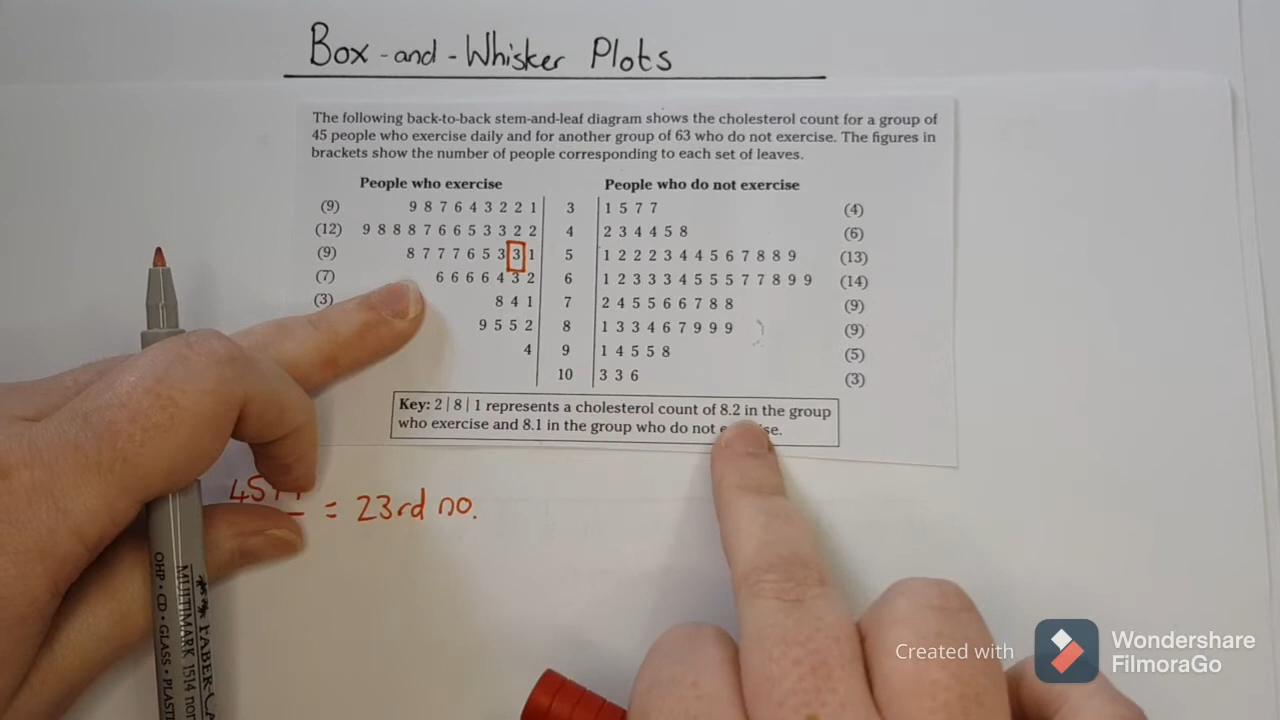 Box-and-Whisker Plots
The following back-to-back stem-and-leaf diagram shows the cholesterol count for a group of
45 people who exercise daily and for another group of 63 who do not exercise. The figures in
brackets show the number of people corresponding to each set of leaves.
People who exercise People who do not exercise
(9) 9 8 7 6 4 3 2 2 1 3 1 5 7 7 (4)
(12) 9 8 8 8 7 6 6 5 3 3 2 2 4 2 3 4 4 5 8 (6)
(9) 8 7 7 7 6 5 3 3 1 5 1 2 2 2 3 4 4 5 6 7 8 8 9 (13)
(7) 6 6 6 6 4 3 2 6 1 2 3 3 3 4 5 5 5 7 7 8 9 9 (14)
(3) 8 4 1 7 2 4 5 5 6 6 7 8 8 (9)
9 5 5 2 8 1 3 3 4 6 7 9 9 9 (9)
4 9 1 4 5 5 8 (5)
10 3 3 6 (3)
Key: 2 | 8 | 1 represents a cholesterol count of 8.2 in the group
who exercise and 8.1 in the group who do not
= 23rd no.
OHP • CD • GLASS • PLAST
MULTIMARK 1514
FABER-CA
Created with
Wondershare
FilmoraGo